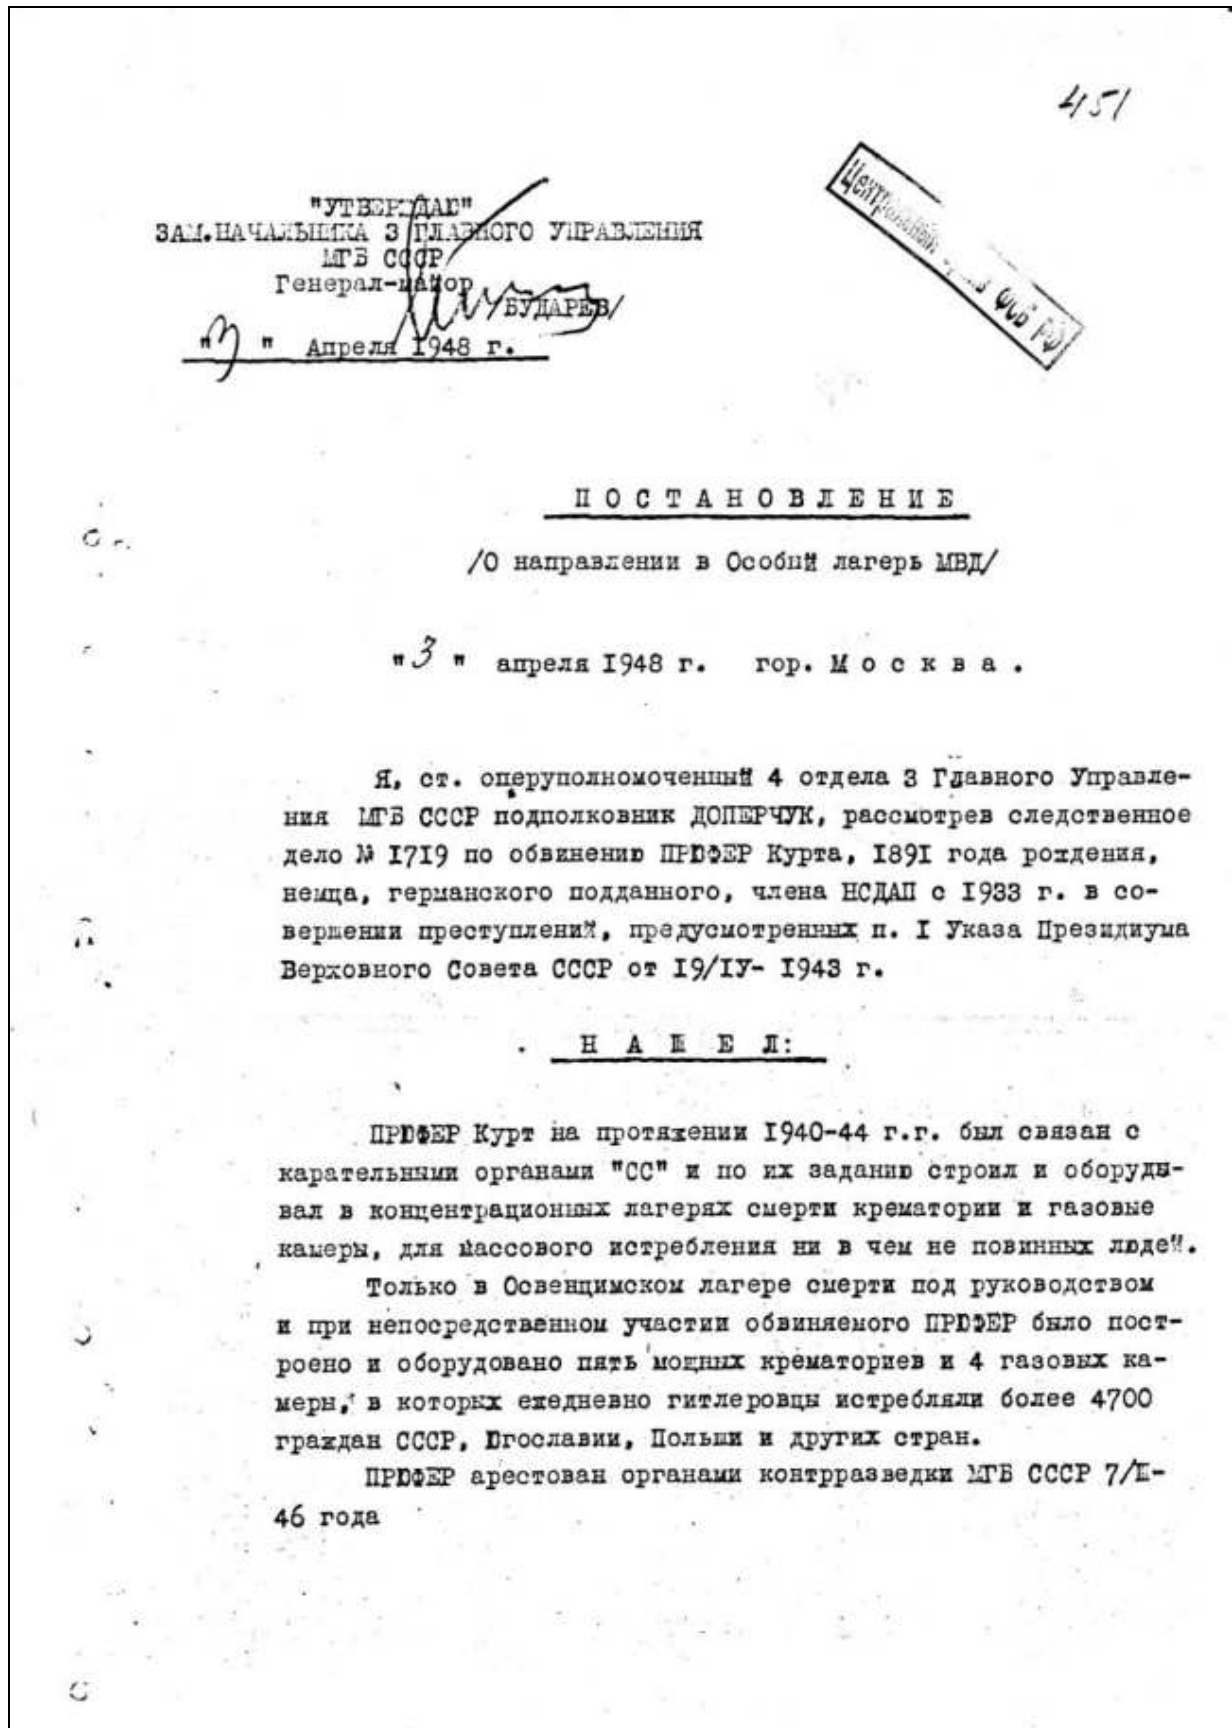 451
Центральный архив ФСБ РФ
"УТВЕРЖДАЮ"
ЗАМ.НАЧАЛЬНИКА 3 ГЛАВНОГО УПРАВЛЕНИЯ
МГБ СССР
Генерал-майор
/БУДАРЕВ/
"3" Апреля 1948 г.
П О С Т А Н О В Л Е Н И Е
/О направлении в Особый лагерь МВД/
"3" апреля 1948 г. гор. М о с к в а .
Я, ст. оперуполномоченный 4 отдела 3 Главного Управле-
ния МГБ СССР подполковник ДОПЕРЧУК, рассмотрев следственное
дело № 1719 по обвинению ПРЮФЕР Курта, 1891 года рождения,
немца, германского подданного, члена НСДАП с 1933 г. в со-
вершении преступлений, предусмотренных п. I Указа Президиума
Верховного Совета СССР от 19/IУ- 1943 г.
Н А Ш Е Л:
ПРЮФЕР Курт на протяжении 1940-44 г.г. был связан с
карательными органами "СС" и по их заданию строил и оборуды-
вал в концентрационных лагерях смерти крематории и газовые
камеры, для массового истребления ни в чем не повинных людей.
Только в Освенцимском лагере смерти под руководством
и при непосредственном участии обвиняемого ПРЮФЕР было пост-
роено и оборудовано пять мощных крематориев и 4 газовых ка-
меры, в которых ежедневно гитлеровцы истребляли более 4700
граждан СССР, Югославии, Польши и других стран.
ПРЮФЕР арестован органами контрразведки МГБ СССР
46 года